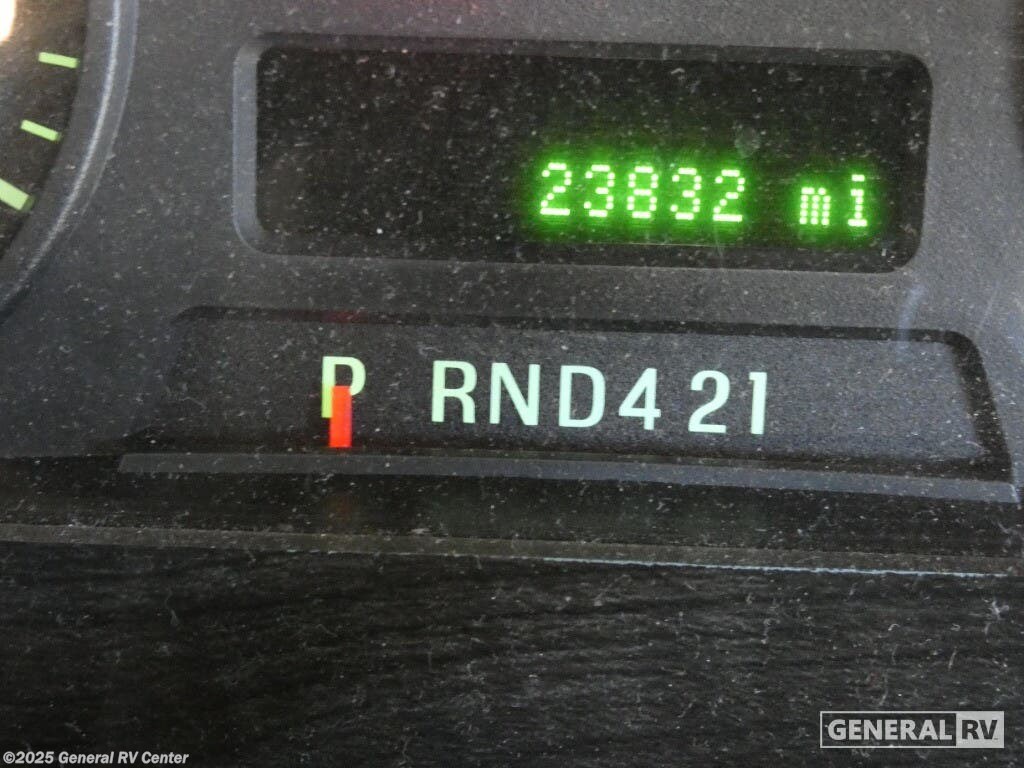 23832 mi
P RND421
GENERAL RV
©2025 General RV Center